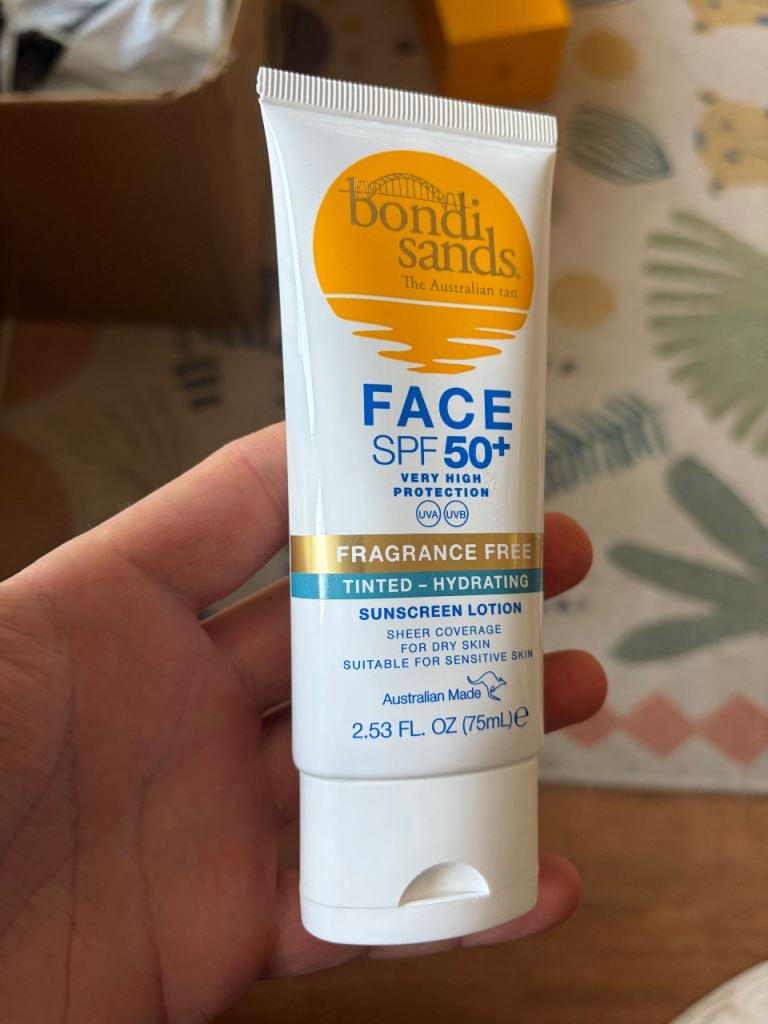 bondi
sands®
The Australian tan
FACE
SPF 50+
VERY HIGH
PROTECTION
UVA UVB
FRAGRANCE FREE
TINTED – HYDRATING
SUNSCREEN LOTION
SHEER COVERAGE
FOR DRY SKIN
SUITABLE FOR SENSITIVE SKIN
Australian Made
2.53 FL. OZ (75mL)℮